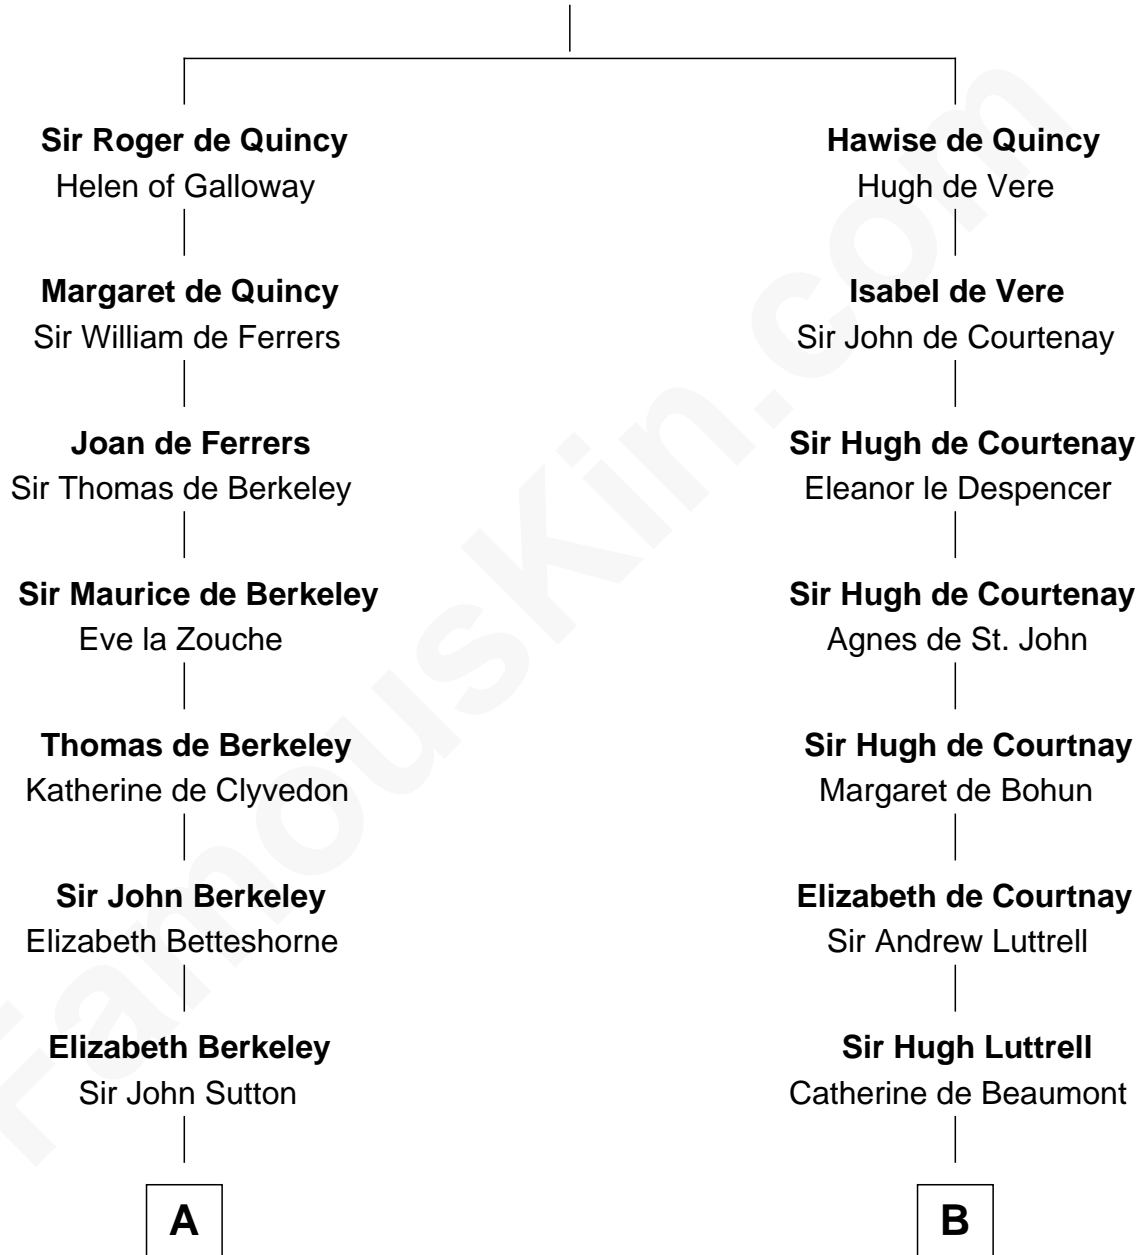 Sir Roger de Quincy
Helen of Galloway
Margaret de Quincy
Sir William de Ferrers
Joan de Ferrers
Sir Thomas de Berkeley
Sir Maurice de Berkeley
Eve la Zouche
Thomas de Berkeley
Katherine de Clyvedon
Sir John Berkeley
Elizabeth Betteshorne
Elizabeth Berkeley
Sir John Sutton
A
Hawise de Quincy
Hugh de Vere
Isabel de Vere
Sir John de Courtenay
Sir Hugh de Courtenay
Eleanor le Despencer
Sir Hugh de Courtenay
Agnes de St. John
Sir Hugh de Courtnay
Margaret de Bohun
Elizabeth de Courtnay
Sir Andrew Luttrell
Sir Hugh Luttrell
Catherine de Beaumont
B
FamousKin.com